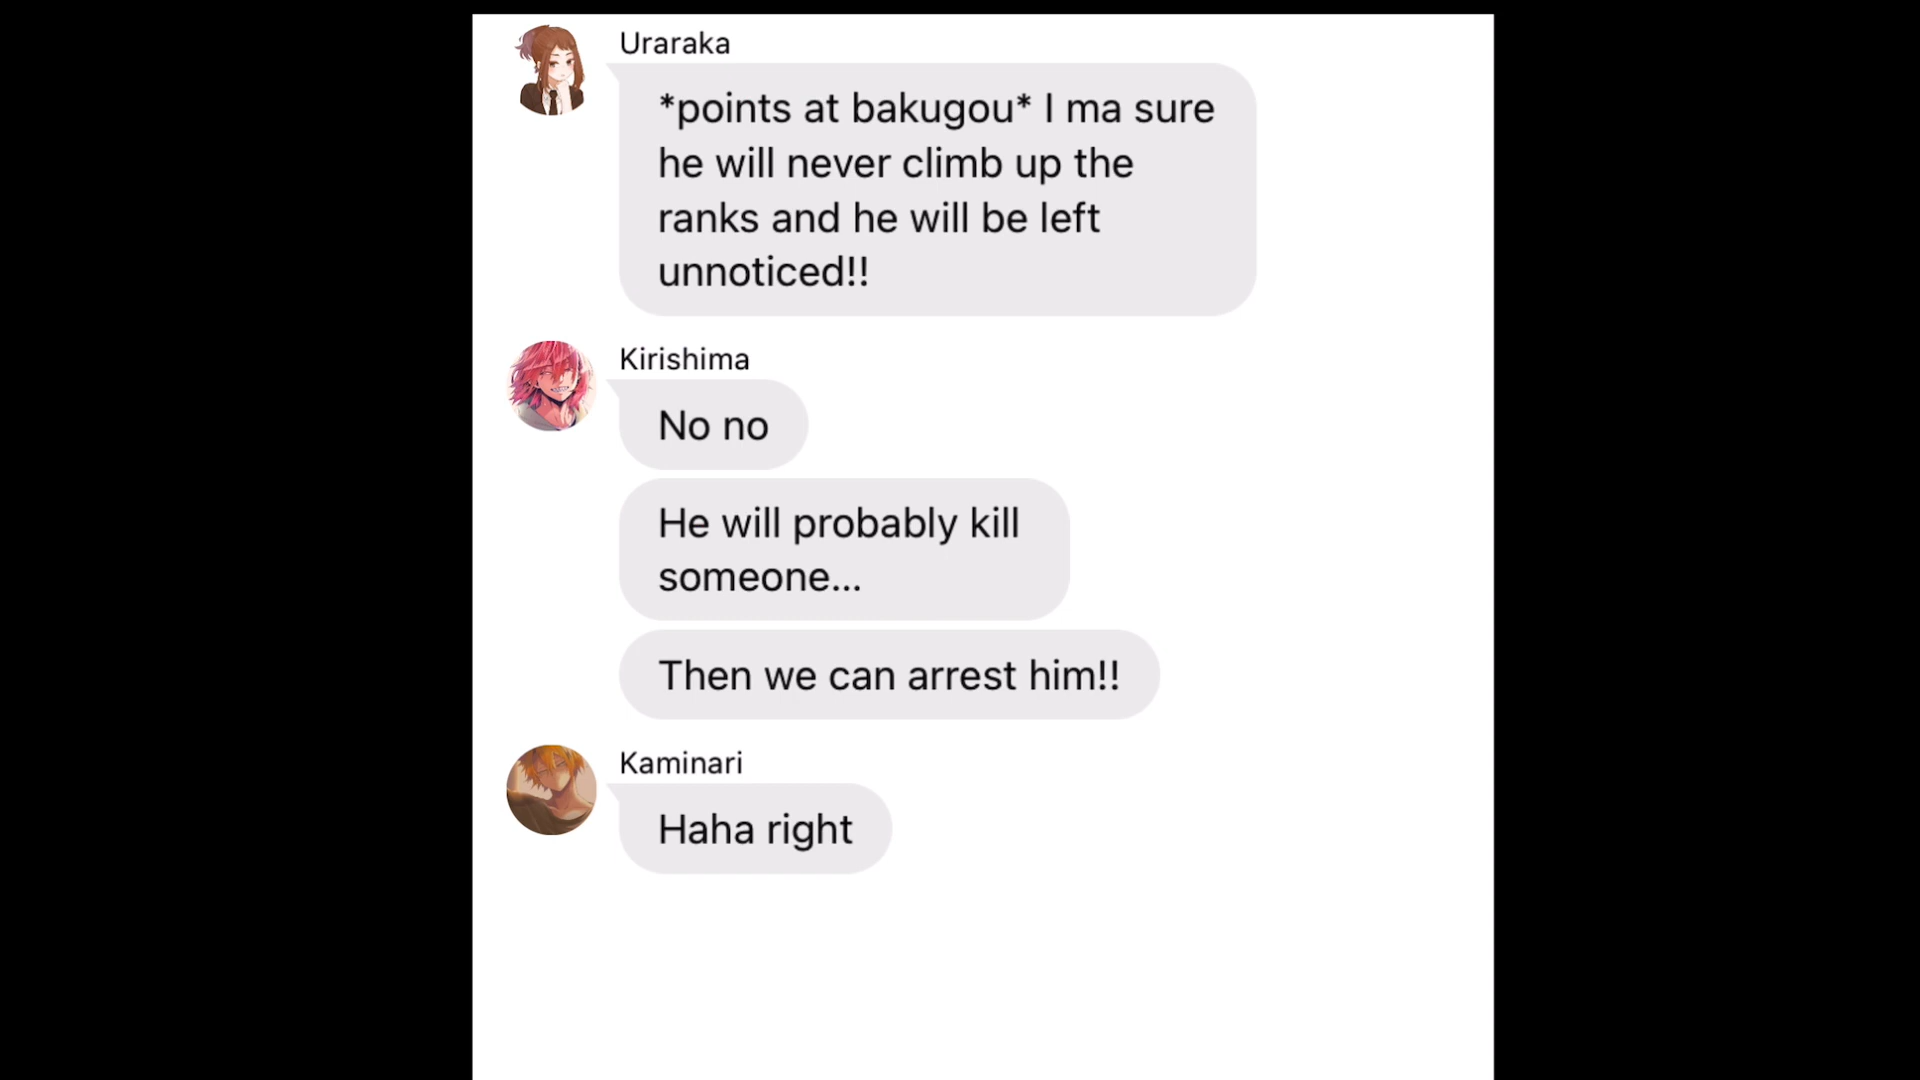 Uraraka
*points at bakugou* I ma sure
he will never climb up the
ranks and he will be left
unnoticed!!
Kirishima
No no
He will probably kill
someone...
Then we can arrest him!!
Kaminari
Haha right